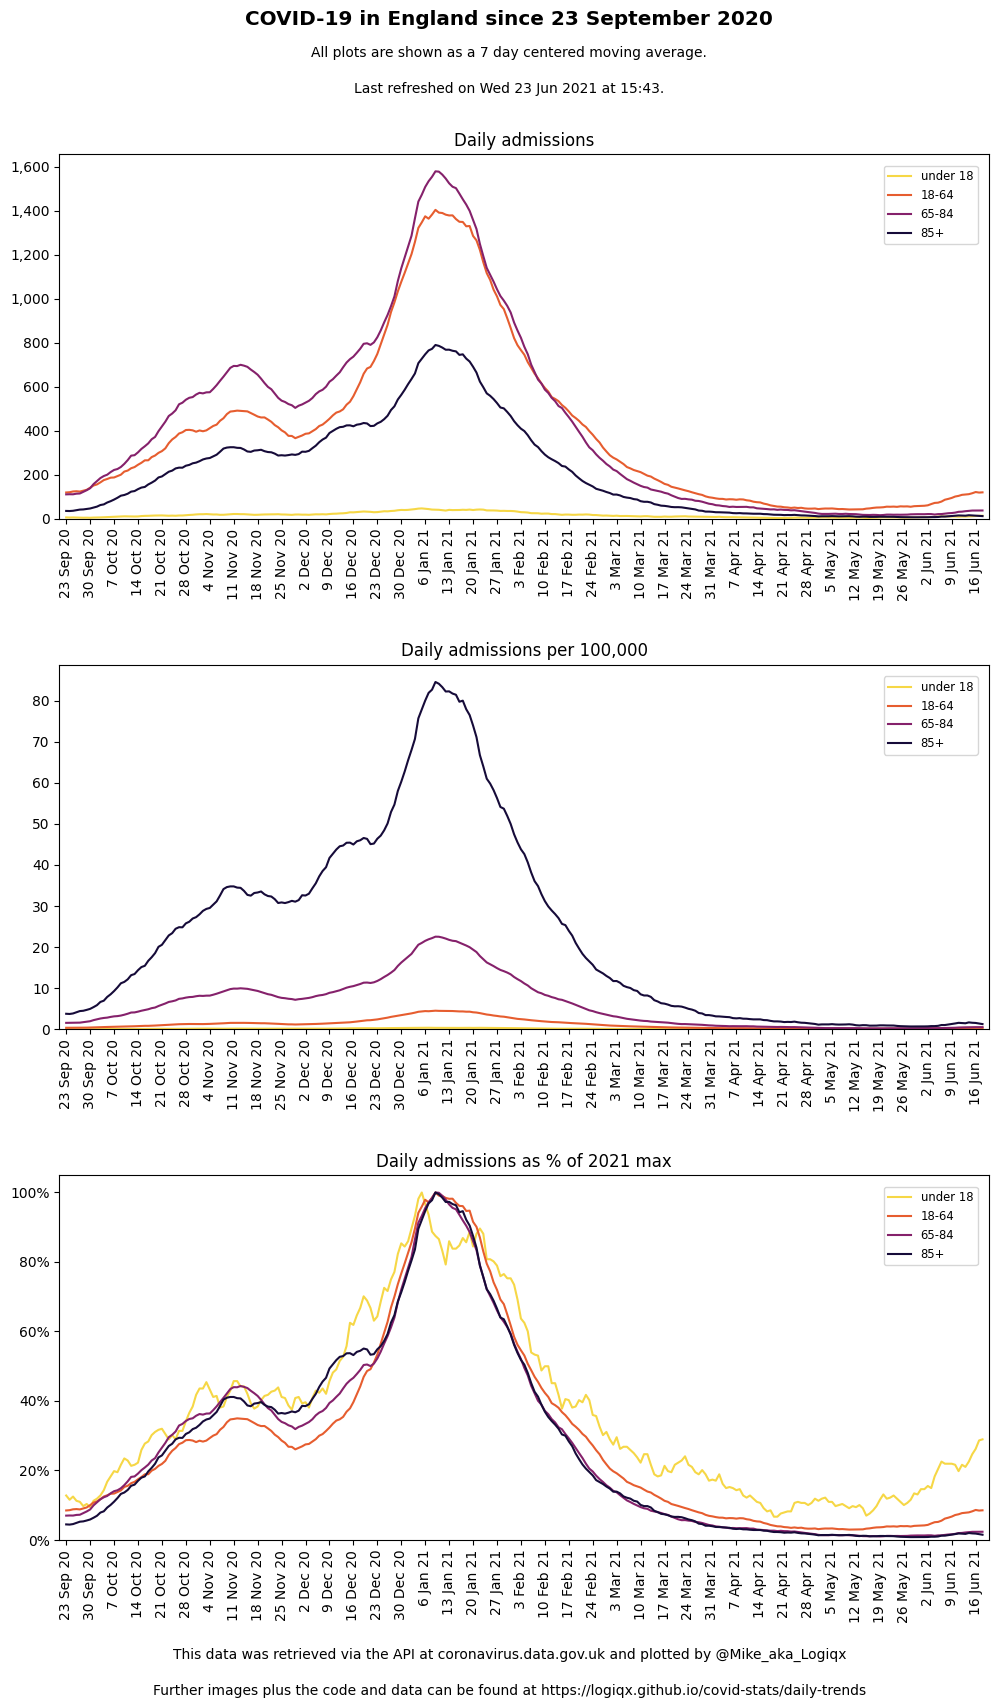 COVID-19 in England since 23 September 2020
All plots are shown as a 7 day centered moving average.
Last refreshed on Wed 23 Jun 2021 at 15:43.
Daily admissions
1,600
1,400
1,200
1,000
800
600
400
200
0
under 18
18-64
65-84
85+
23 Sep 20
30 Sep 20
7 Oct 20
14 Oct 20
21 Oct 20
28 Oct 20
4 Nov 20
11 Nov 20
18 Nov 20
25 Nov 20
2 Dec 20
9 Dec 20
16 Dec 20
23 Dec 20
30 Dec 20
6 Jan 21
13 Jan 21
20 Jan 21
27 Jan 21
3 Feb 21
10 Feb 21
17 Feb 21
24 Feb 21
3 Mar 21
10 Mar 21
17 Mar 21
24 Mar 21
31 Mar 21
7 Apr 21
14 Apr 21
21 Apr 21
28 Apr 21
5 May 21
12 May 21
19 May 21
26 May 21
2 Jun 21
9 Jun 21
16 Jun 21
Daily admissions per 100,000
80
70
60
50
40
30
20
10
0
under 18
18-64
65-84
85+
23 Sep 20
30 Sep 20
7 Oct 20
14 Oct 20
21 Oct 20
28 Oct 20
4 Nov 20
11 Nov 20
18 Nov 20
25 Nov 20
2 Dec 20
9 Dec 20
16 Dec 20
23 Dec 20
30 Dec 20
6 Jan 21
13 Jan 21
20 Jan 21
27 Jan 21
3 Feb 21
10 Feb 21
17 Feb 21
24 Feb 21
3 Mar 21
10 Mar 21
17 Mar 21
24 Mar 21
31 Mar 21
7 Apr 21
14 Apr 21
21 Apr 21
28 Apr 21
5 May 21
12 May 21
19 May 21
26 May 21
2 Jun 21
9 Jun 21
16 Jun 21
Daily admissions as % of 2021 max
100%
80%
60%
40%
20%
0%
under 18
18-64
65-84
85+
23 Sep 20
30 Sep 20
7 Oct 20
14 Oct 20
21 Oct 20
28 Oct 20
4 Nov 20
11 Nov 20
18 Nov 20
25 Nov 20
2 Dec 20
9 Dec 20
16 Dec 20
23 Dec 20
30 Dec 20
6 Jan 21
13 Jan 21
20 Jan 21
27 Jan 21
3 Feb 21
10 Feb 21
17 Feb 21
24 Feb 21
3 Mar 21
10 Mar 21
17 Mar 21
24 Mar 21
31 Mar 21
7 Apr 21
14 Apr 21
21 Apr 21
28 Apr 21
5 May 21
12 May 21
19 May 21
26 May 21
2 Jun 21
9 Jun 21
16 Jun 21
This data was retrieved via the API at coronavirus.data.gov.uk and plotted by @Mike_aka_Logiqx
Further images plus the code and data can be found at https://logiqx.github.io/covid-stats/daily-trends